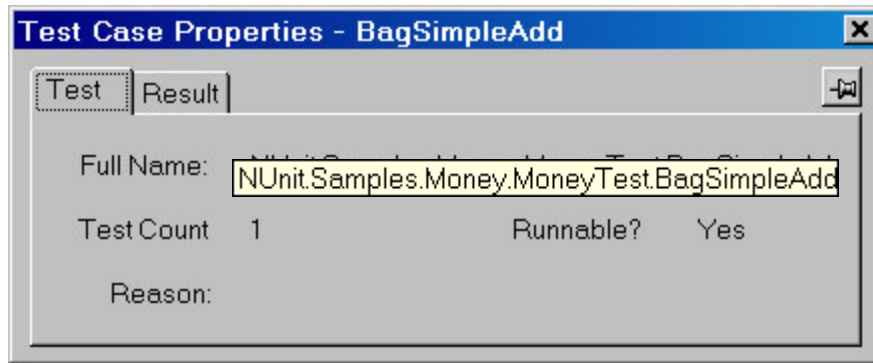 Test Case Properties - BagSimpleAdd
Test Result
Full Name: NUnit.Samples.Money.MoneyTest.BagSimpleAdd
Test Count 1 Runnable? Yes
Reason: